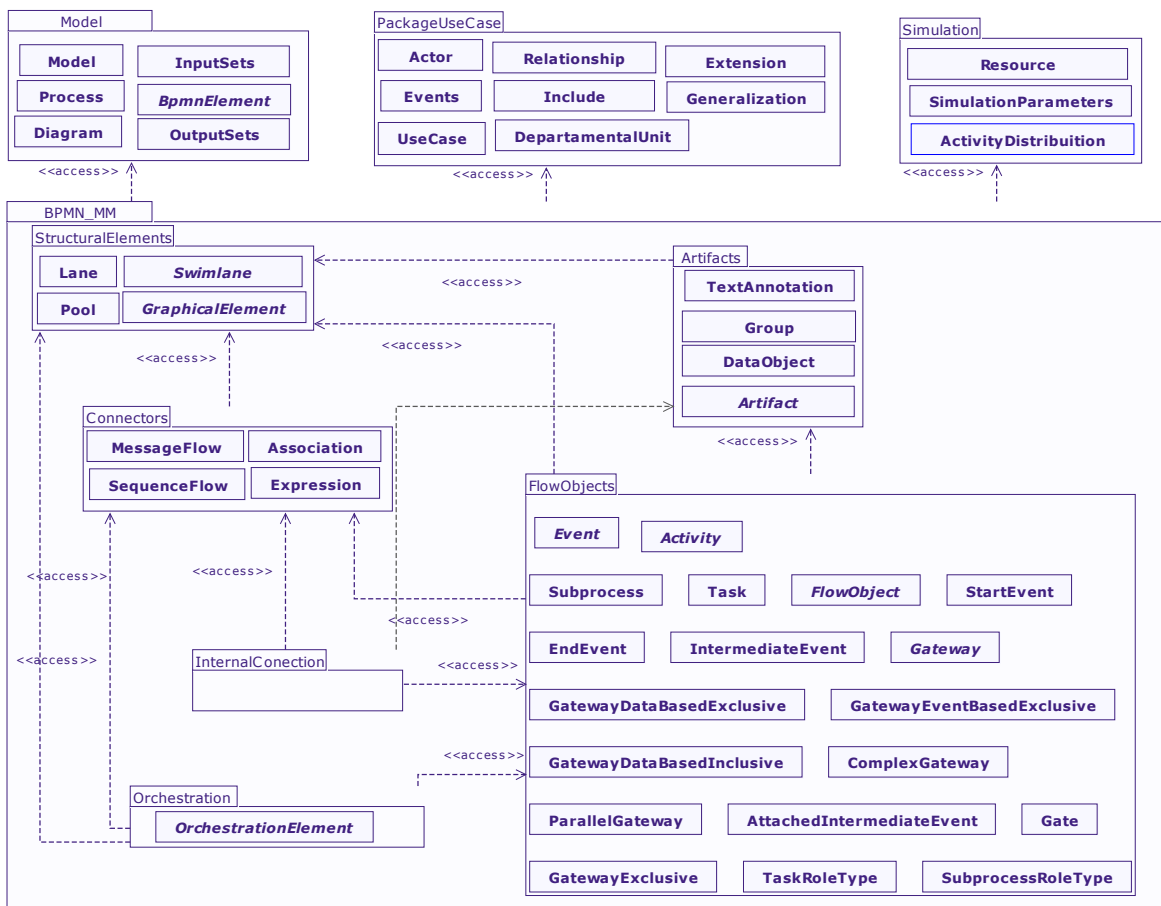 Model
Model
InputSets
Process
BpmnElement
Diagram
OutputSets
PackageUseCase
Actor
Relationship
Extension
Events
Include
Generalization
UseCase
DepartamentalUnit
Simulation
Resource
SimulationParameters
ActivityDistribuition
<<access>>
<<access>>
<<access>>
BPMN_MM
StructuralElements
Lane
Swimlane
Pool
GraphicalElement
Artifacts
TextAnnotation
Group
DataObject
Artifact
<<access>>
<<access>>
<<access>>
Connectors
MessageFlow
Association
SequenceFlow
Expression
<<access>>
FlowObjects
Event
Activity
Subprocess
Task
FlowObject
StartEvent
EndEvent
IntermediateEvent
Gateway
GatewayDataBasedExclusive
GatewayEventBasedExclusive
GatewayDataBasedInclusive
ComplexGateway
ParallelGateway
AttachedIntermediateEvent
Gate
GatewayExclusive
TaskRoleType
SubprocessRoleType
<<access>>
<<access>>
<<access>>
<<access>>
<<access>>
InternalConection
<<access>>
Orchestration
OrchestrationElement